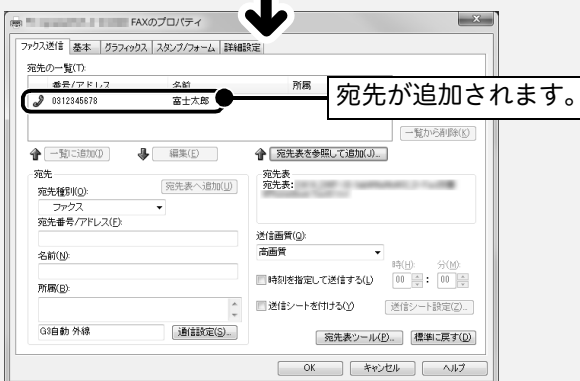 FAXのプロパティ
ファクス送信 基本 グラフィックス スタンプ/フォーム 詳細設定
宛先の一覧(T):
番号/アドレス 名前 所属
0312345678 富士太郎
宛先が追加されます。
一覧から削除(K)
一覧に追加(I) 編集(E) 宛先表を参照して追加(J)...
宛先
宛先種別(O): 宛先表へ追加(U)
ファクス
宛先番号/アドレス(F):
名前(N):
所属(B):
G3自動 外線 通信設定(S)...
宛先表
宛先表:
送信画質(Q):
高画質
時(H): 分(M):
時刻を指定して送信する(L) 00 : 00
送信シートを付ける(Y) 送信シート設定(Z)...
宛先表ツール(P)... 標準に戻す(D)
OK キャンセル ヘルプ